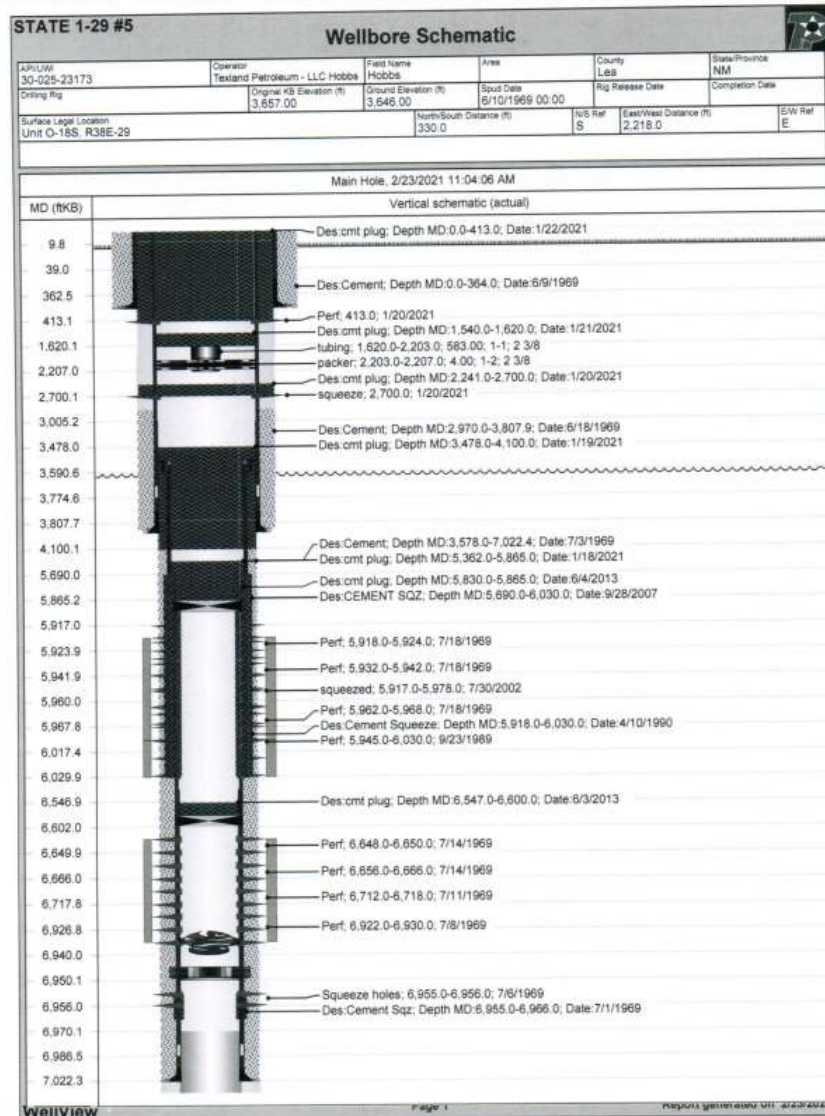 STATE 1-29 #5
Wellbore Schematic
API/UWI
30-025-23173
Operator
Texland Petroleum - LLC Hobbs
Field Name
Hobbs
Area
County
Lea
State/Province
NM
Drilling Rig
Original KB Elevation (ft)
3,657.00
Ground Elevation (ft)
3,646.00
Spud Date
6/10/1969 00:00
Rig Release Date
Completion Date
Surface Legal Location
Unit O-18S, R38E-29
North/South Distance (ft)
330.0
N/S Ref
S
East/West Distance (ft)
2,218.0
E/W Ref
E
Main Hole, 2/23/2021 11:04:06 AM
MD (ftKB)
Vertical schematic (actual)
Des:cmt plug; Depth MD:0.0-413.0; Date:1/22/2021
9.8
39.0
Des:Cement; Depth MD:0.0-364.0; Date:6/9/1969
362.5
Perf; 413.0; 1/20/2021
413.1
Des:cmt plug; Depth MD:1,540.0-1,620.0; Date:1/21/2021
1,620.1
tubing; 1,620.0-2,203.0; 583.00; 1-1; 2 3/8
packer; 2,203.0-2,207.0; 4.00; 1-2; 2 3/8
2,207.0
Des:cmt plug; Depth MD:2,241.0-2,700.0; Date:1/20/2021
squeeze; 2,700.0; 1/20/2021
2,700.1
3,005.2
Des:Cement; Depth MD:2,970.0-3,807.9; Date:6/18/1969
Des:cmt plug; Depth MD:3,478.0-4,100.0; Date:1/19/2021
3,478.0
3,590.6
3,774.6
3,807.7
Des:Cement; Depth MD:3,578.0-7,022.4; Date:7/3/1969
4,100.1
Des:cmt plug; Depth MD:5,362.0-5,865.0; Date:1/18/2021
5,690.0
Des:cmt plug; Depth MD:5,830.0-5,865.0; Date:6/4/2013
Des:CEMENT SQZ; Depth MD:5,690.0-6,030.0; Date:9/28/2007
5,865.2
5,917.0
Perf; 5,918.0-5,924.0; 7/18/1969
5,923.9
Perf; 5,932.0-5,942.0; 7/18/1969
5,941.9
squeezed; 5,917.0-5,978.0; 7/30/2002
5,960.0
Perf; 5,962.0-5,968.0; 7/18/1969
Des:Cement Squeeze; Depth MD:5,918.0-6,030.0; Date:4/10/1990
5,967.8
Perf; 5,945.0-6,030.0; 9/23/1989
6,017.4
6,029.9
6,546.9
Des:cmt plug; Depth MD:6,547.0-6,600.0; Date:6/3/2013
6,602.0
Perf; 6,648.0-6,650.0; 7/14/1969
6,649.9
Perf; 6,656.0-6,666.0; 7/14/1969
6,666.0
Perf; 6,712.0-6,718.0; 7/11/1969
6,717.8
Perf; 6,922.0-6,930.0; 7/8/1969
6,926.8
6,940.0
6,950.1
Squeeze holes; 6,955.0-6,956.0; 7/6/1969
6,956.0
Des:Cement Sqz; Depth MD:6,955.0-6,966.0; Date:7/1/1969
6,970.1
6,986.5
7,022.3
WellView
Page 1
Report generated on